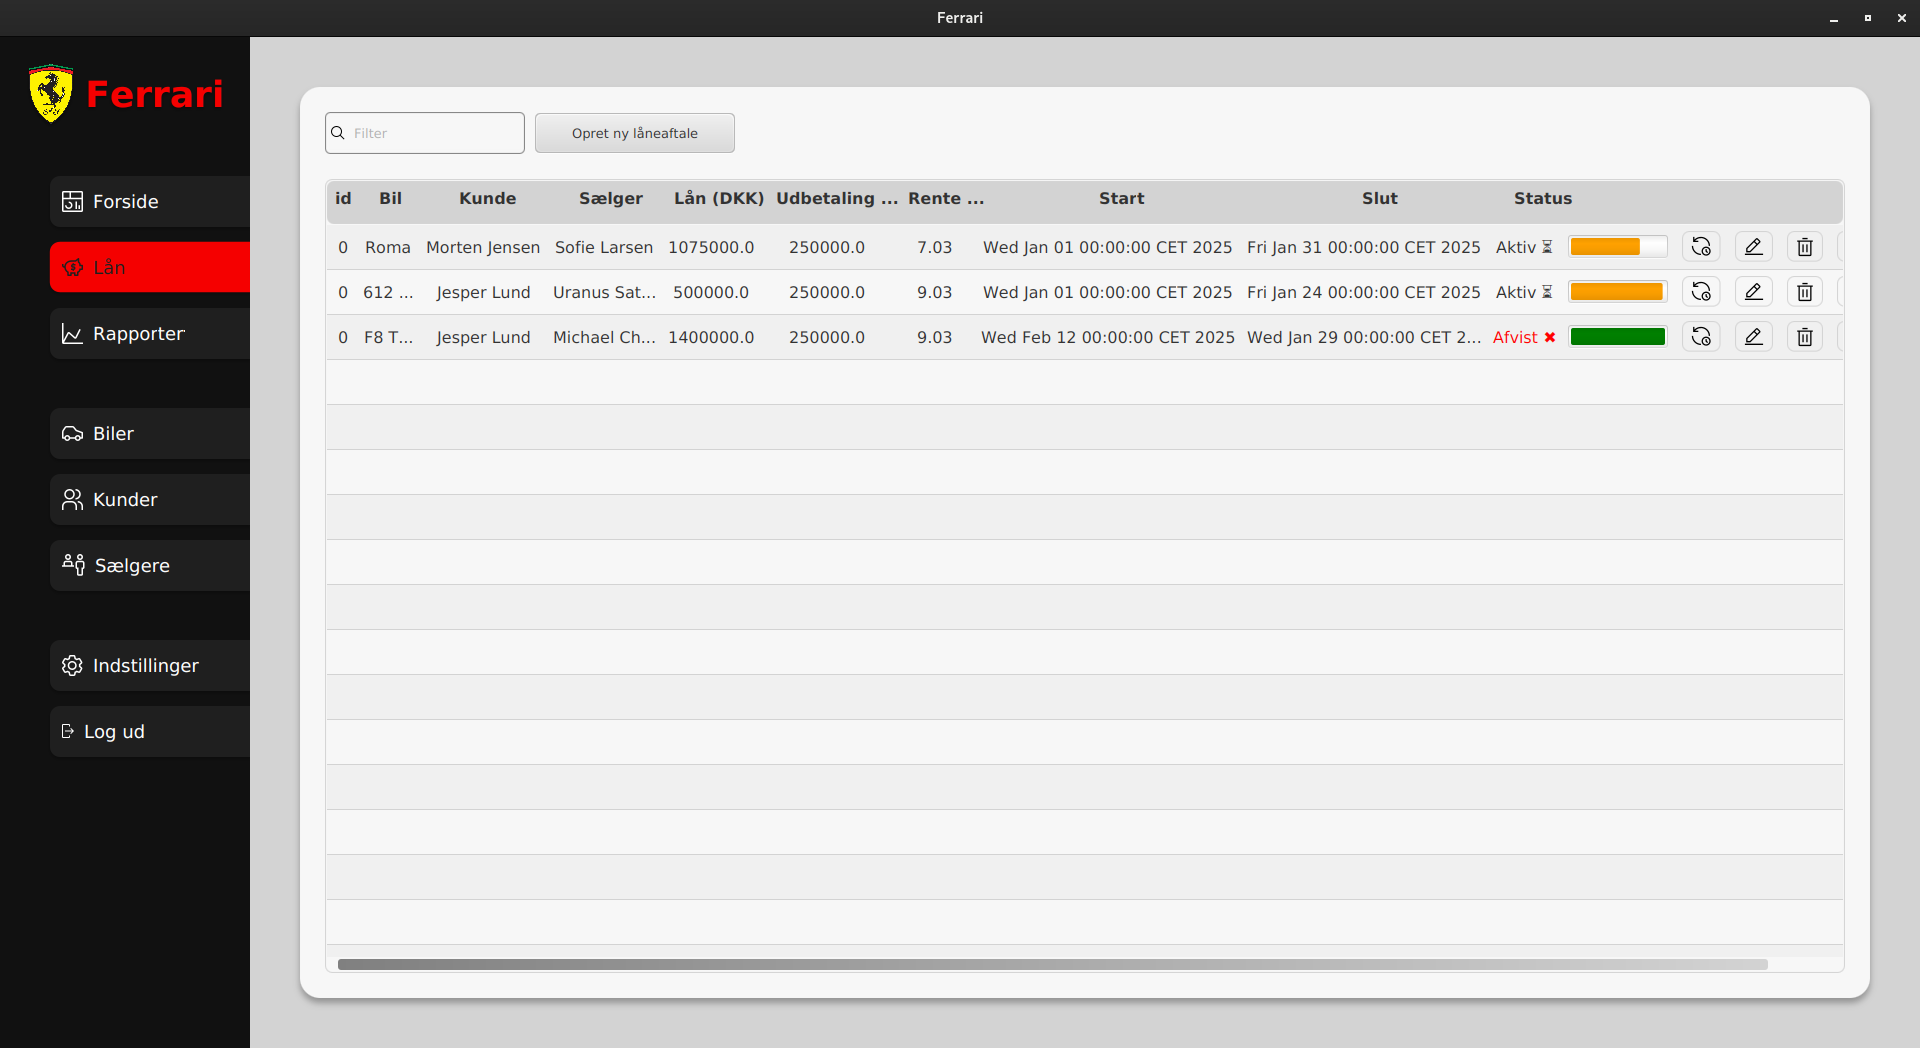 Ferrari
Ferrari
Forside
Lån
Rapporter
Biler
Kunder
Sælgere
Indstillinger
Log ud
Filter
Opret ny låneaftale
id Bil Kunde Sælger Lån (DKK) Udbetaling ... Rente ... Start Slut Status
0 Roma Morten Jensen Sofie Larsen 1075000.0 250000.0 7.03 Wed Jan 01 00:00:00 CET 2025 Fri Jan 31 00:00:00 CET 2025 Aktiv ⏳
0 612 ... Jesper Lund Uranus Sat... 500000.0 250000.0 9.03 Wed Jan 01 00:00:00 CET 2025 Fri Jan 24 00:00:00 CET 2025 Aktiv ⏳
0 F8 T... Jesper Lund Michael Ch... 1400000.0 250000.0 9.03 Wed Feb 12 00:00:00 CET 2025 Wed Jan 29 00:00:00 CET 2... Afvist ✖